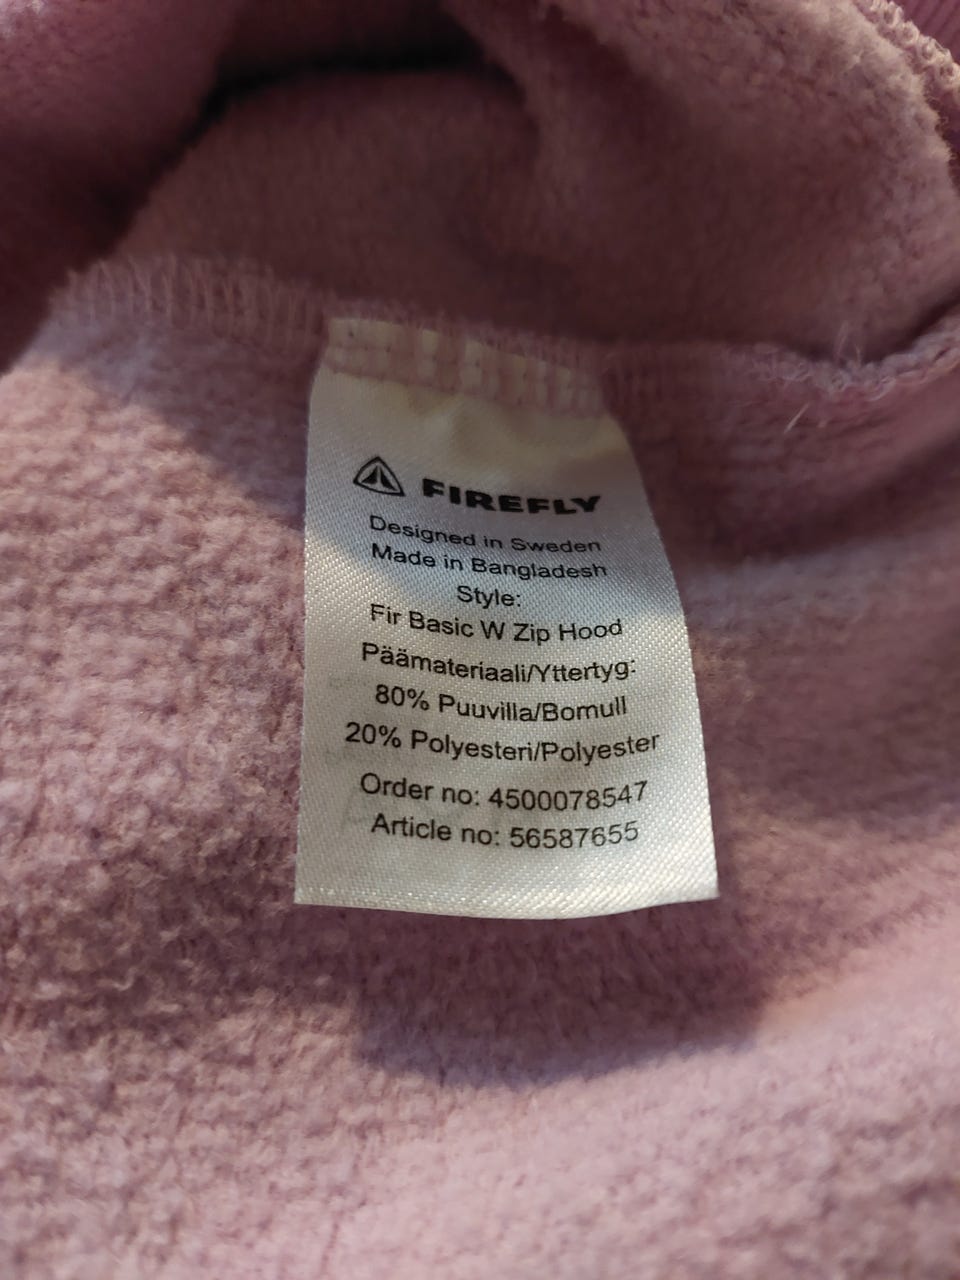 FIREFLY
Designed in Sweden
Made in Bangladesh
Style:
Fir Basic W Zip Hood
Päämateriaali/Yttertyg:
80% Puuvilla/Bomull
20% Polyesteri/Polyester
Order no: 4500078547
Article no: 56587655